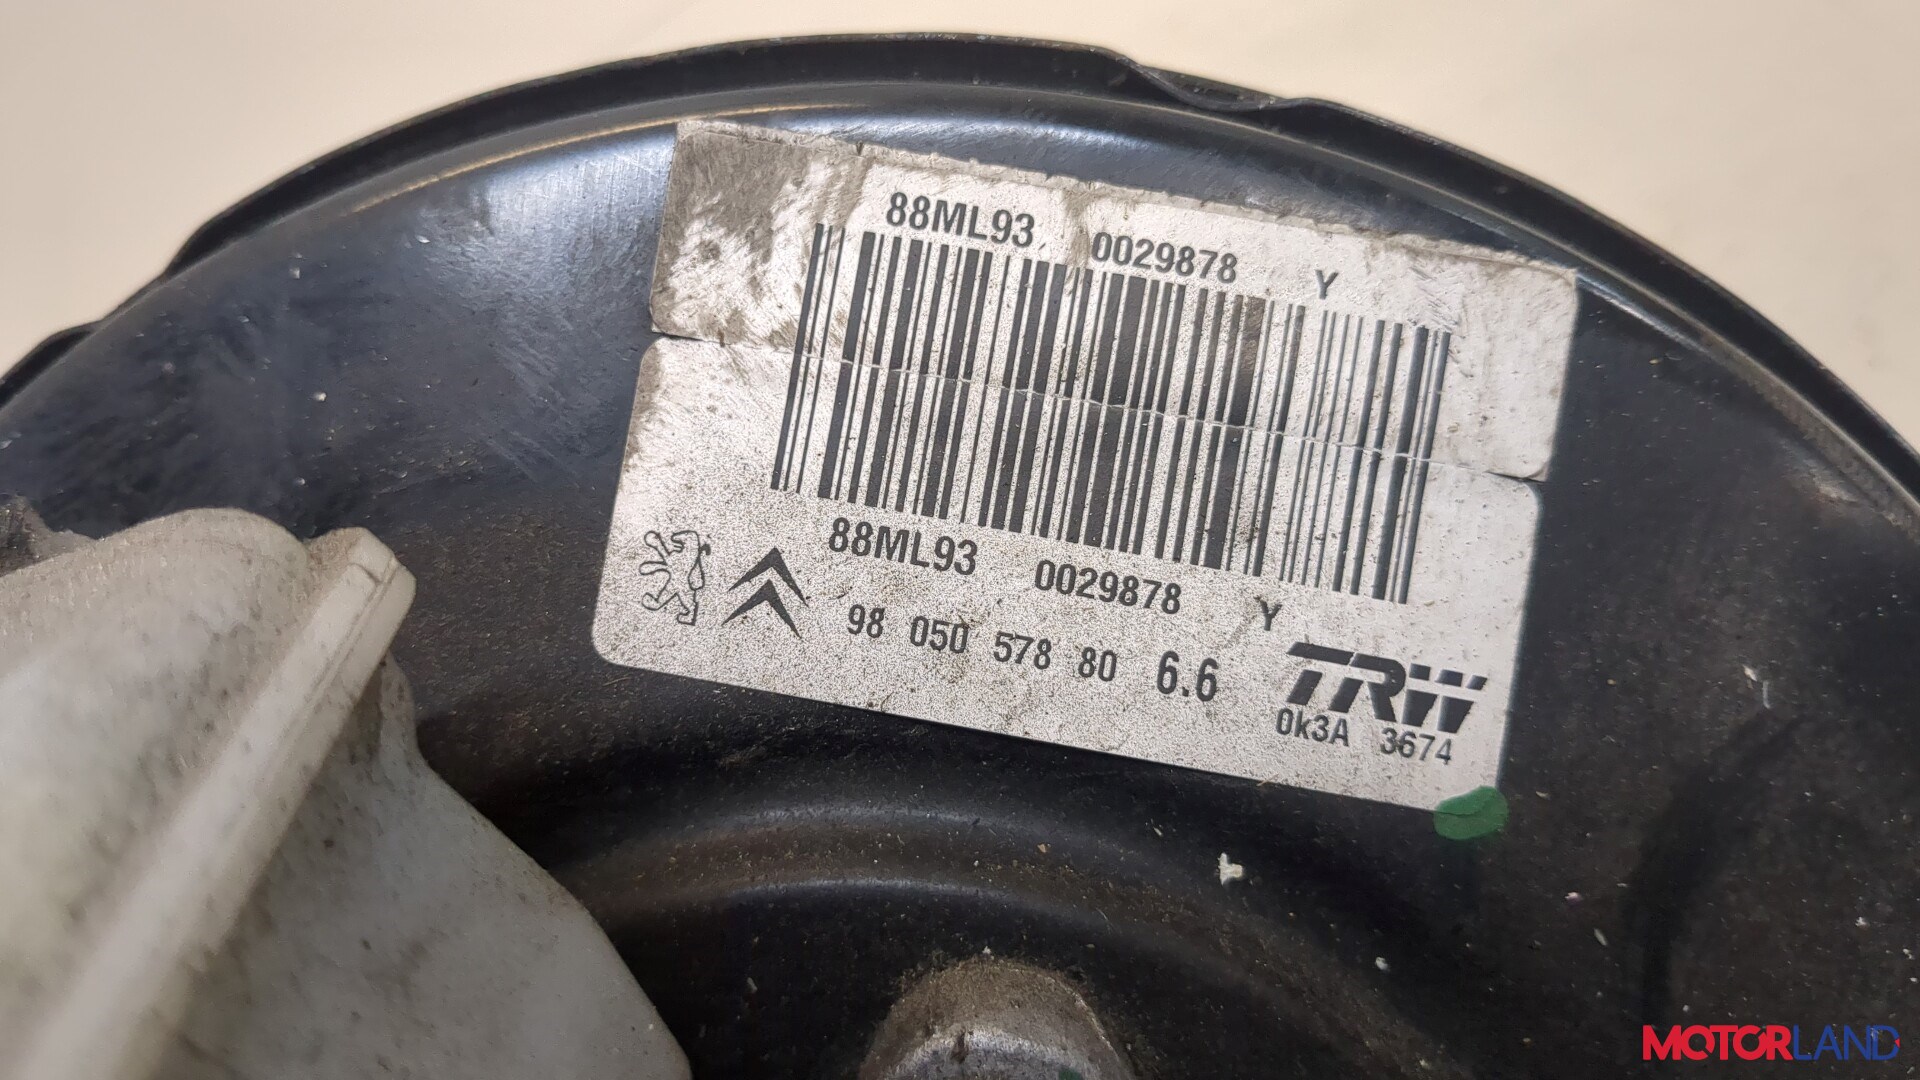 88ML93 0029878 Y
88ML93 0029878 Y
98 050 578 80 6.6
TRW
0k3A 3674
MOTORLAND